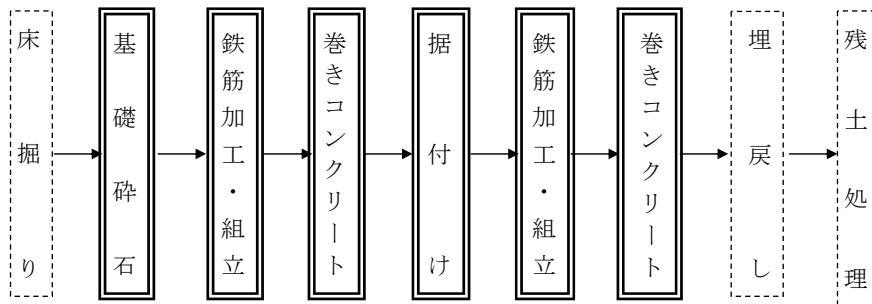 床掘り
基礎砕石
鉄筋加工・組立
巻きコンクリート
据付け
鉄筋加工・組立
巻きコンクリート
埋戻し
残土処理